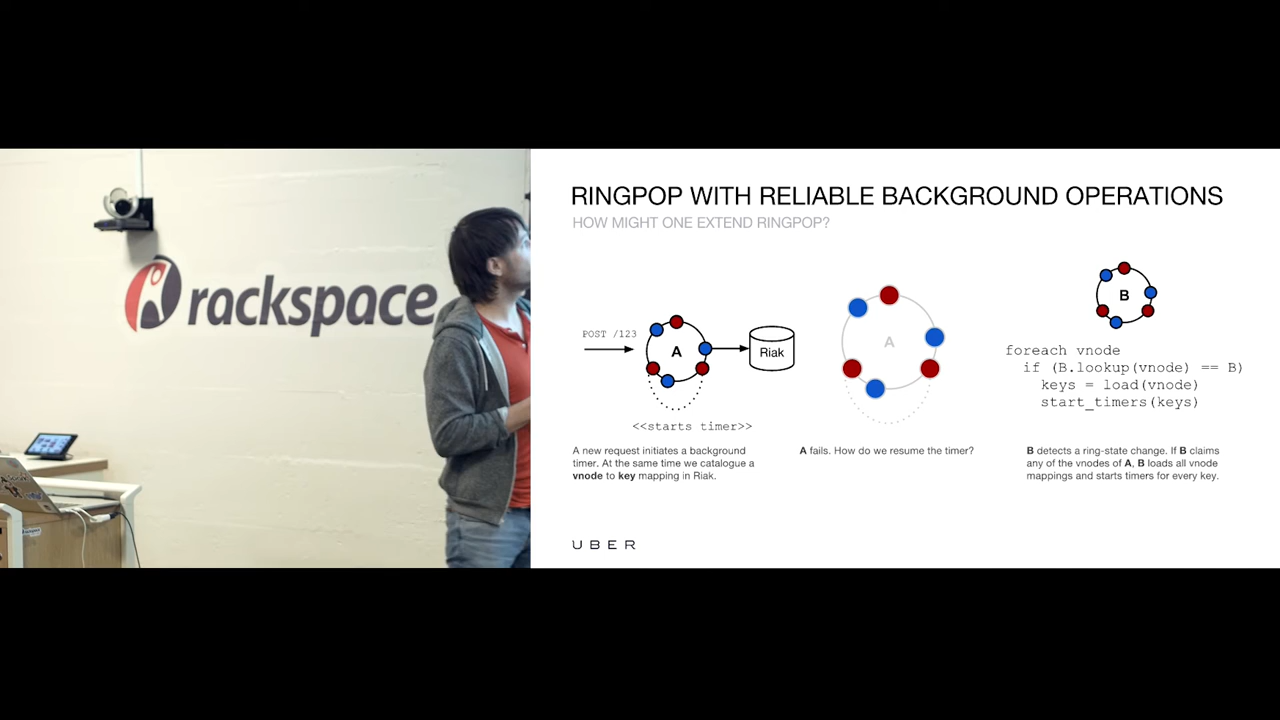 rackspace
RINGPOP WITH RELIABLE BACKGROUND OPERATIONS
HOW MIGHT ONE EXTEND RINGPOP?
POST /123
A
Riak
<<starts timer>>
A new request initiates a background
timer. At the same time we catalogue a
vnode to key mapping in Riak.
A
A fails. How do we resume the timer?
B
foreach vnode
if (B.lookup(vnode) == B)
keys = load(vnode)
start_timers(keys)
B detects a ring-state change. If B claims
any of the vnodes of A, B loads all vnode
mappings and starts timers for every key.
UBER